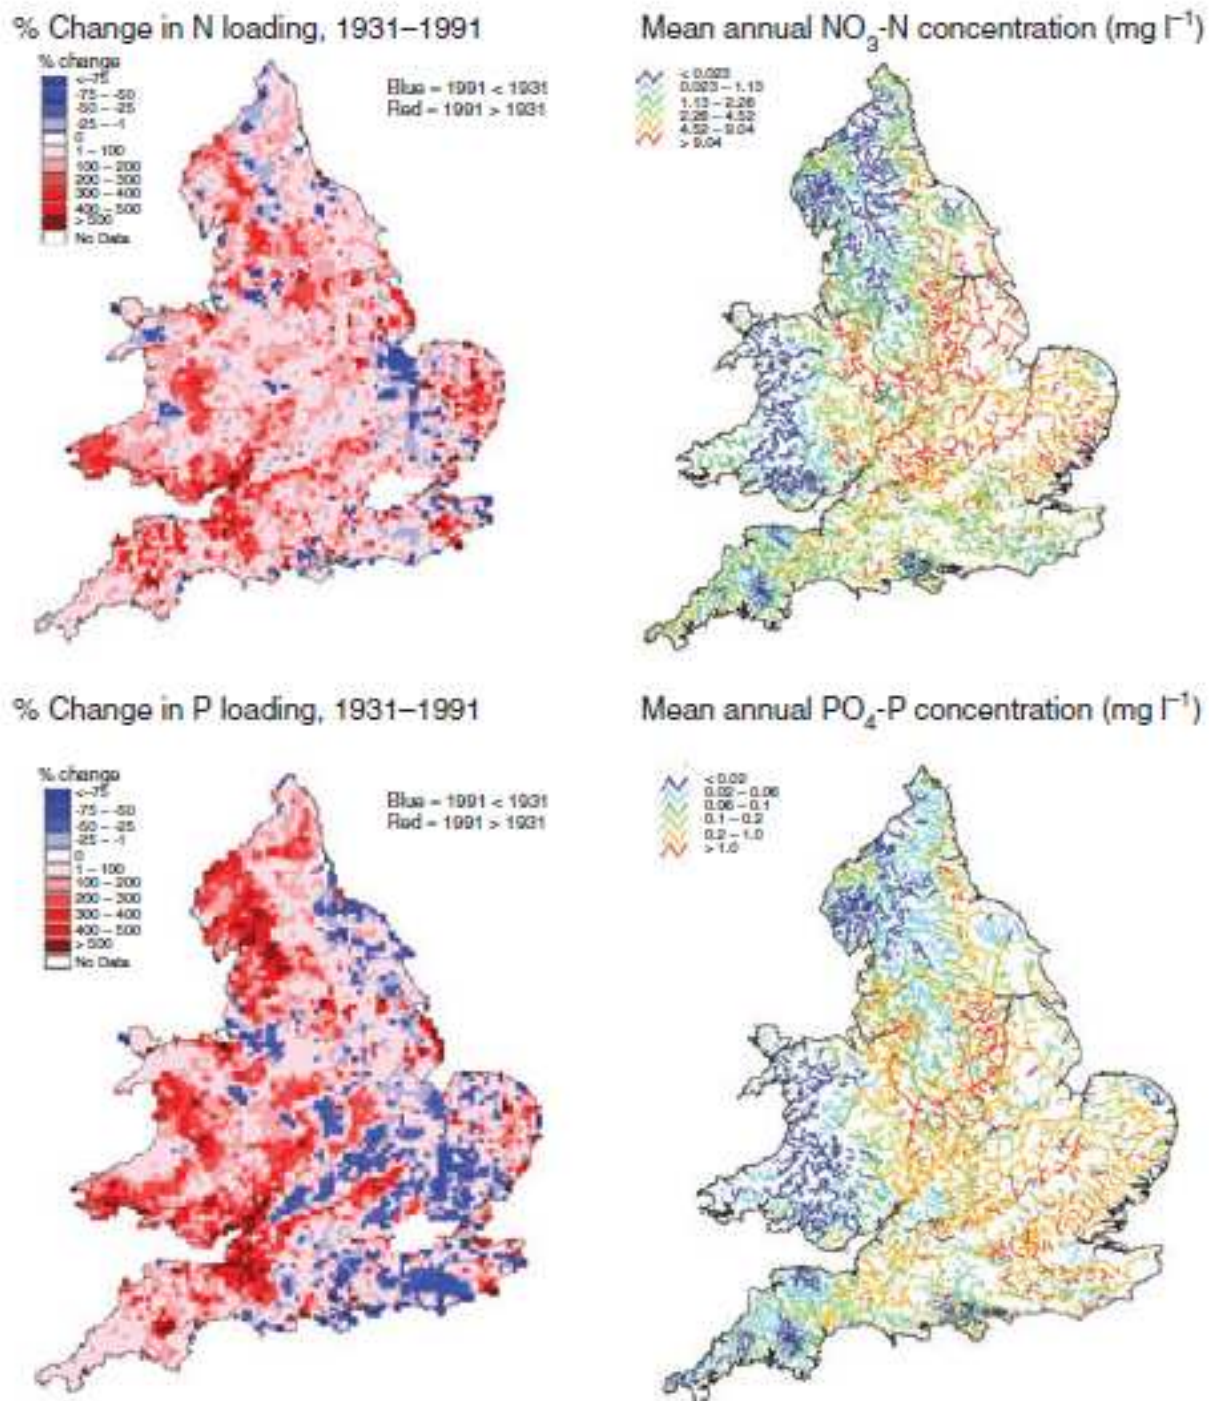 % Change in N loading, 1931–1991
% change
<-75
-75 – -50
-50 – -25
-25 – -1
0
1 – 100
100 – 200
200 – 300
300 – 400
400 – 500
> 500
No Data
Blue = 1991 < 1931
Red = 1991 > 1931
Mean annual NO₃-N concentration (mg l⁻¹)
< 0.023
0.023 – 1.13
1.13 – 2.26
2.26 – 4.52
4.52 – 9.04
> 9.04
% Change in P loading, 1931–1991
% change
<-75
-75 – -50
-50 – -25
-25 – -1
0
1 – 100
100 – 200
200 – 300
300 – 400
400 – 500
> 500
No Data
Blue = 1991 < 1931
Red = 1991 > 1931
Mean annual PO₄-P concentration (mg l⁻¹)
< 0.02
0.02 – 0.06
0.06 – 0.1
0.1 – 0.2
0.2 – 1.0
> 1.0